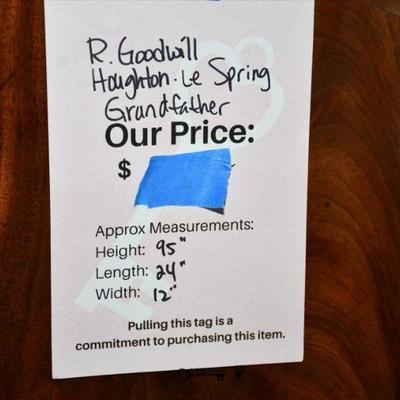 R. Goodwill
Houghton-Le Spring
Grandfather
Our Price:
$
Approx Measurements:
Height: 95"
Length: 24"
Width: 12"
Pulling this tag is a
commitment to purchasing this item.